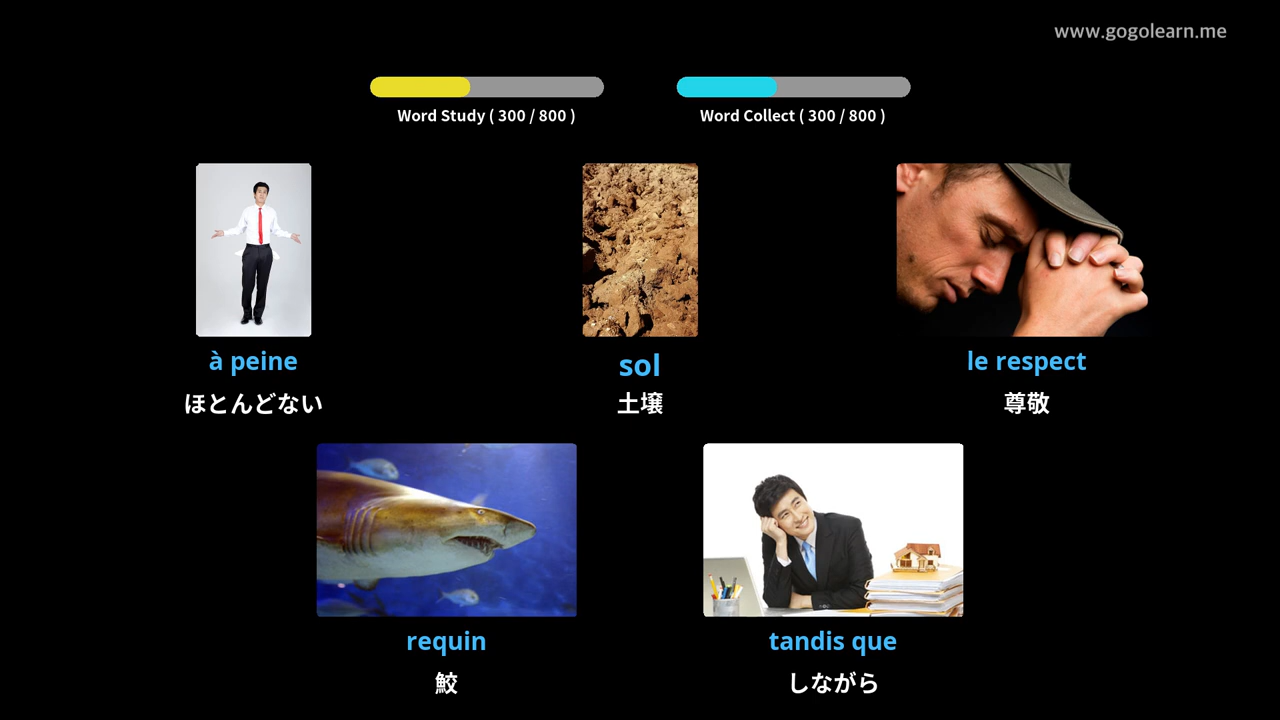 www.gogolearn.me
Word Study ( 300 / 800 )
Word Collect ( 300 / 800 )
à peine
ほとんどない
sol
土壌
le respect
尊敬
requin
鮫
tandis que
しながら